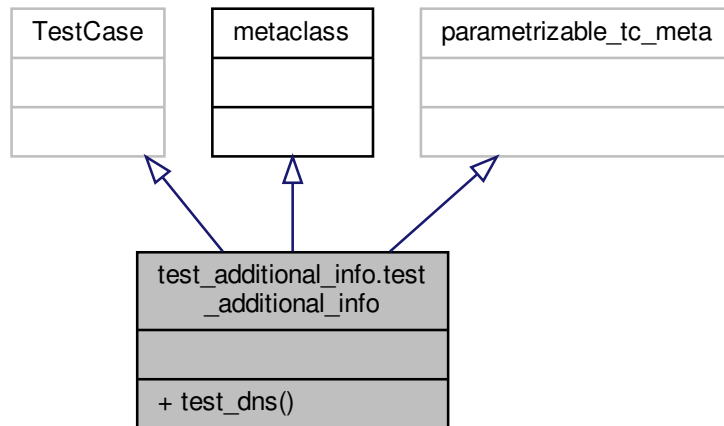 TestCase
metaclass
parametrizable_tc_meta
test_additional_info.test
_additional_info
+ test_dns()